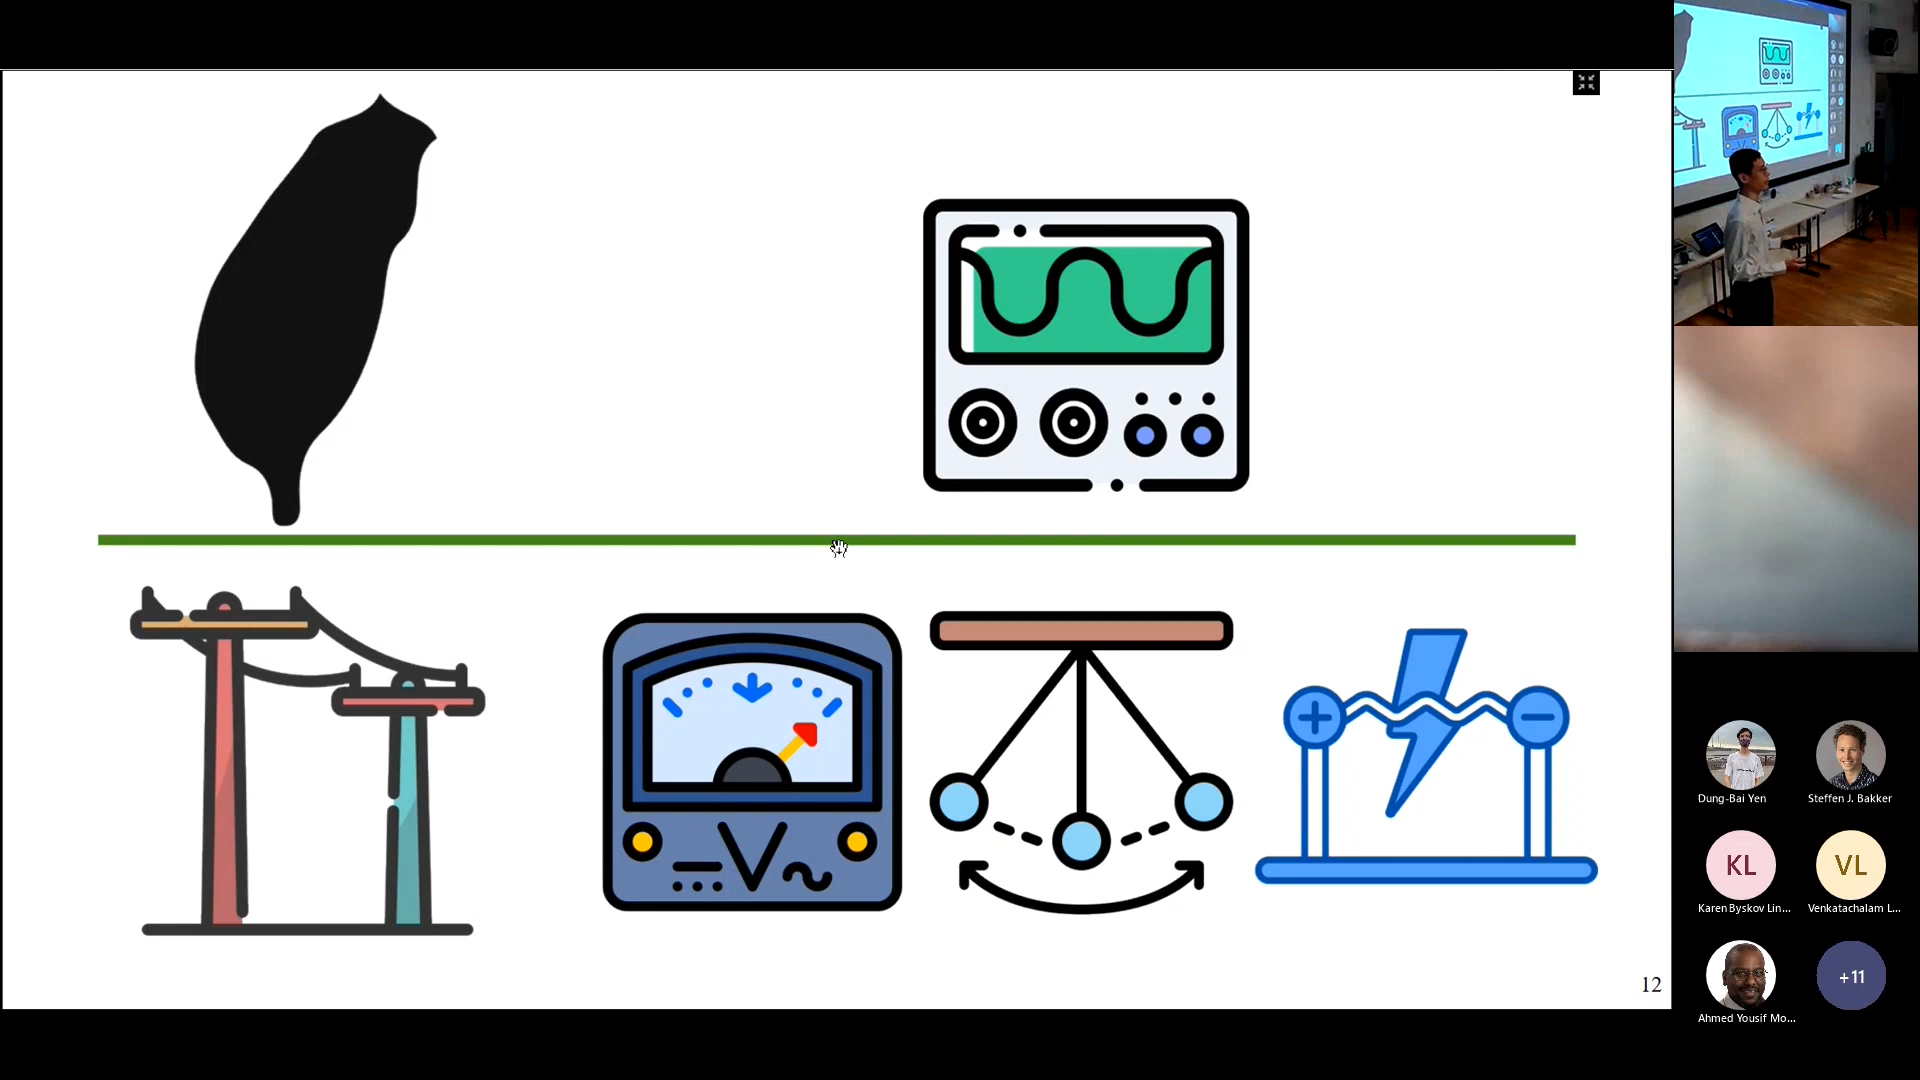 V
12
Dung-Bai Yen
Steffen J. Bakker
KL
VL
Karen Byskov Lin...
Venkatachalam L...
+11
Ahmed Yousif Mo...